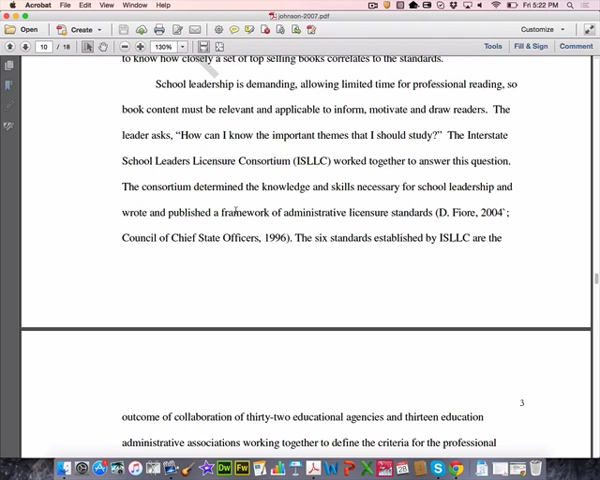 Acrobat File Edit View Window Help Fri 5:22 PM
johnson-2007.pdf
Open Create Customize
10 / 18 130% Tools Sign Comment
to know how closely a set of top selling books correlates to the standards.
School leadership is demanding, allowing limited time for professional reading, so
book content must be relevant and applicable to inform, motivate and draw readers. The
leader asks, “How can I know the important themes that I should study?” The Interstate
School Leaders Licensure Consortium (ISLLC) worked together to answer this question.
The consortium determined the knowledge and skills necessary for school leadership and
wrote and published a framework of administrative licensure standards (D. Fiore, 2004`;
Council of Chief State Officers, 1996). The six standards established by ISLLC are the
3
outcome of collaboration of thirty-two educational agencies and thirteen education
administrative associations working together to define the criteria for the professional